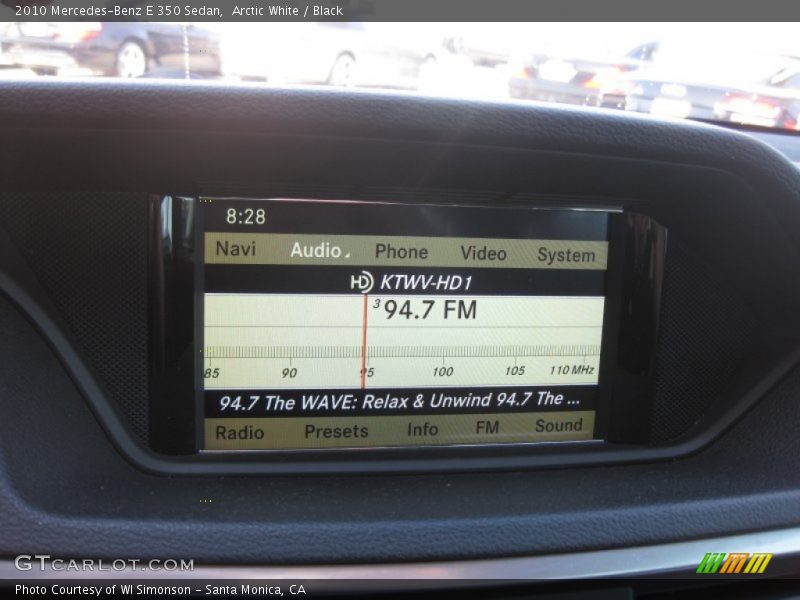 2010 Mercedes-Benz E 350 Sedan, Arctic White / Black
8:28
Navi Audio Phone Video System
HD KTWV-HD1
3 94.7 FM
85 90 95 100 105 110 MHz
94.7 The WAVE: Relax & Unwind 94.7 The ...
Radio Presets Info FM Sound
GTCARLOT.COM
Photo Courtesy of WI Simonson - Santa Monica, CA